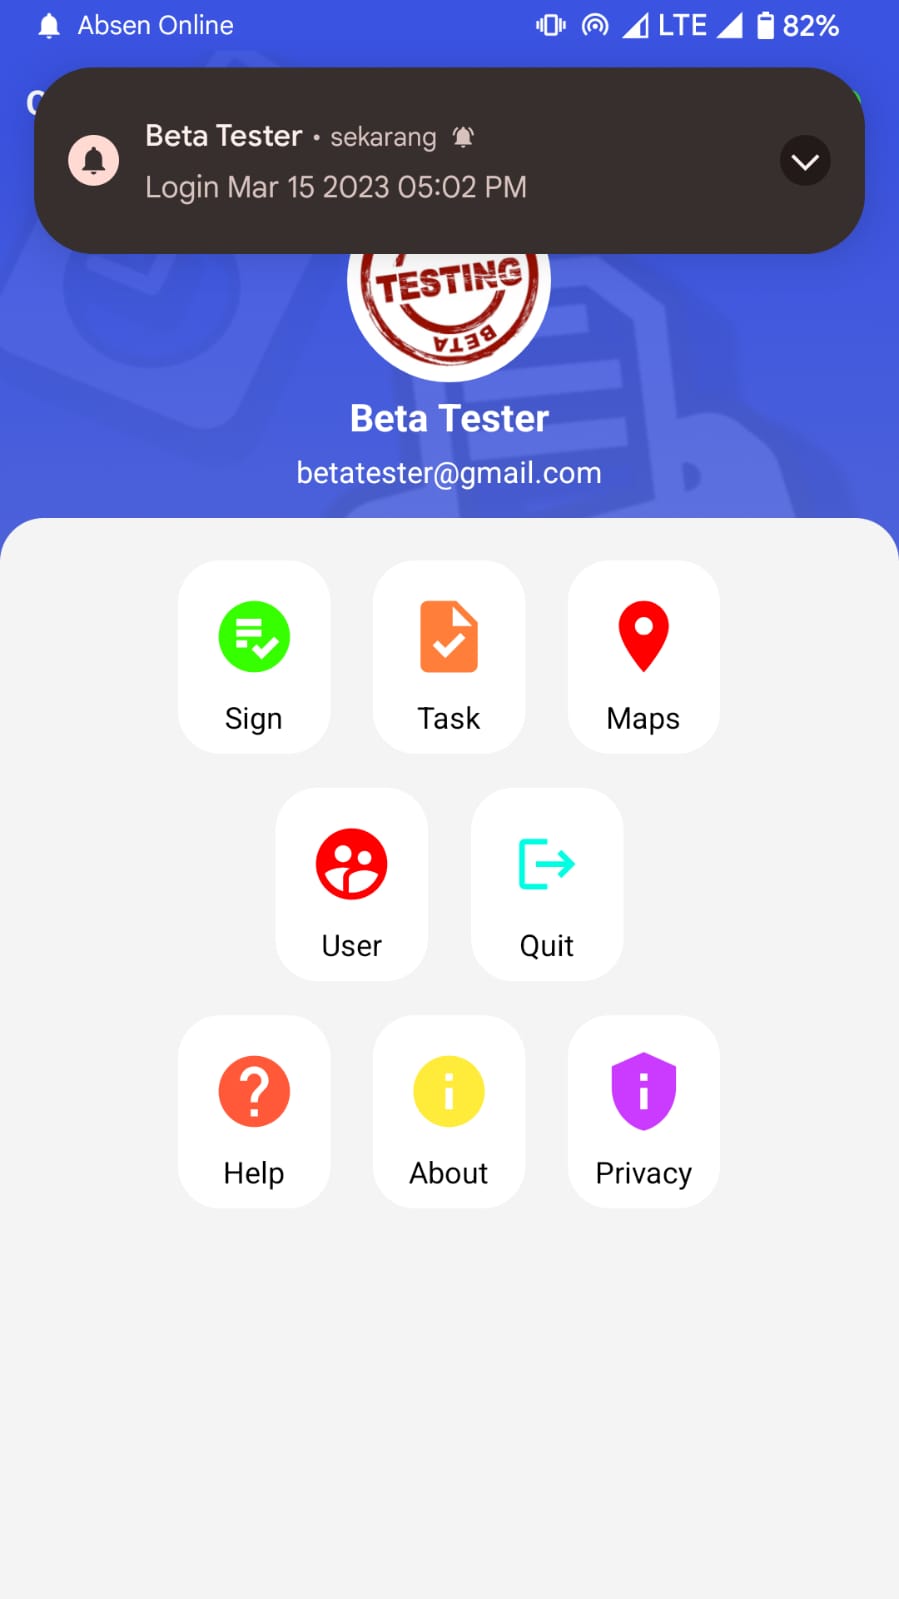 Absen Online
LTE 82%
Beta Tester • sekarang
Login Mar 15 2023 05:02 PM
TESTING
BETA
Beta Tester
betatester@gmail.com
Sign
Task
Maps
User
Quit
Help
About
Privacy